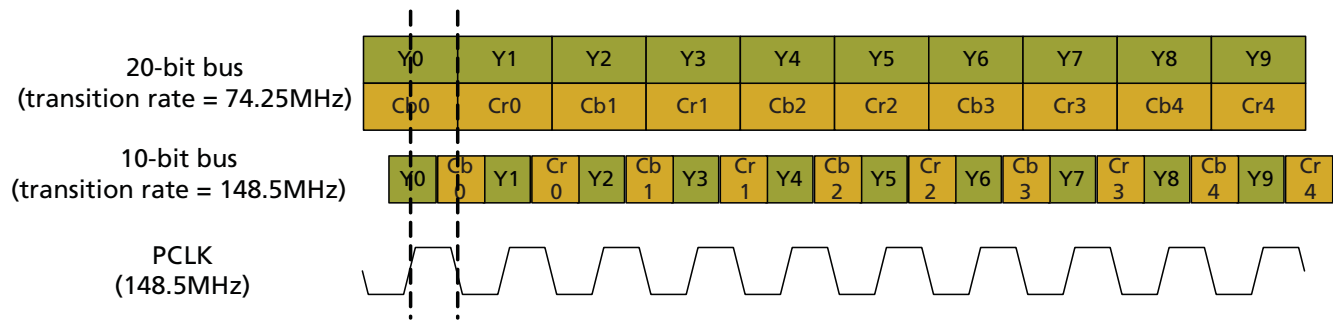 20-bit bus
(transition rate = 74.25MHz)
Y0 Y1 Y2 Y3 Y4 Y5 Y6 Y7 Y8 Y9
Cb0 Cr0 Cb1 Cr1 Cb2 Cr2 Cb3 Cr3 Cb4 Cr4
10-bit bus
(transition rate = 148.5MHz)
Y0 Cb 0 Y1 Cr 0 Y2 Cb 1 Y3 Cr 1 Y4 Cb 2 Y5 Cr 2 Y6 Cb 3 Y7 Cr 3 Y8 Cb 4 Y9 Cr 4
PCLK
(148.5MHz)